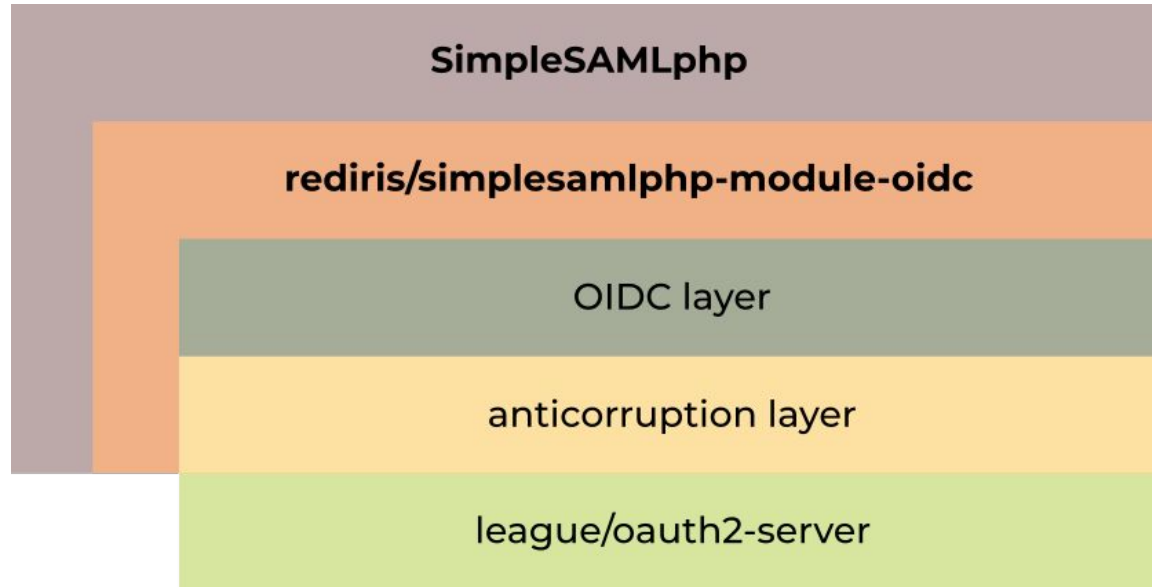 SimpleSAMLphp
rediris/simplesamlphp-module-oidc
OIDC layer
anticorruption layer
league/oauth2-server